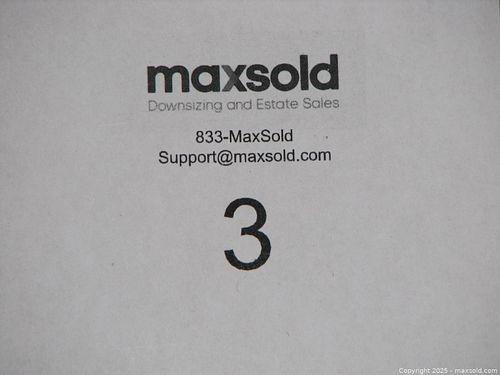 maxsold
Downsizing and Estate Sales
833-MaxSold
Support@maxsold.com
3
Copyright 2025 - maxsold.com